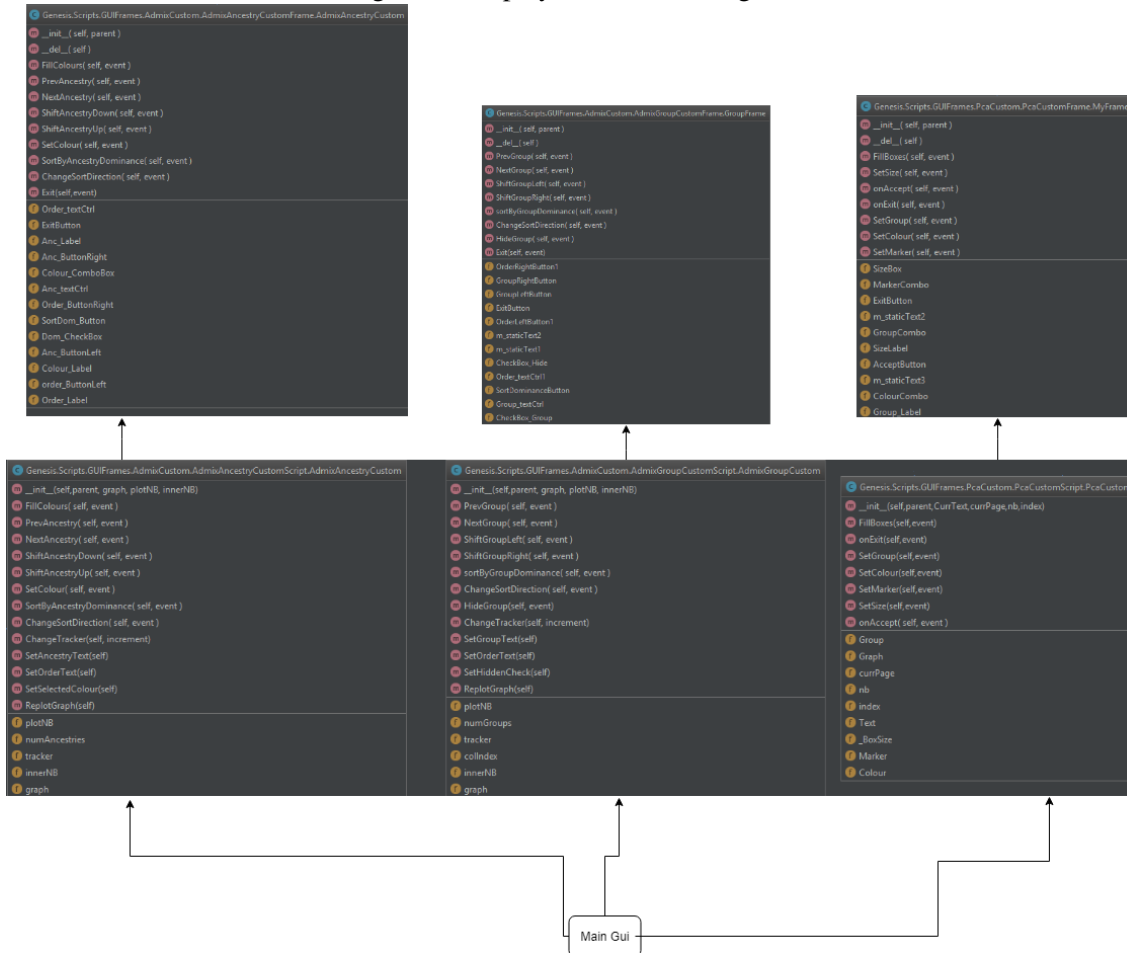 Genesis.Scripts.GUIFrames.AdmixCustom.AdmixAncestryCustomFrame.AdmixAncestryCustom
__init__( self, parent )
__del__( self )
FillColours( self, event )
PrevAncestry( self, event )
NextAncestry( self, event )
ShiftAncestryDown( self, event )
ShiftAncestryUp( self, event )
SetColour( self, event )
SortByAncestryDominance( self, event )
ChangeSortDirection( self, event )
Exit(self,event)
Order_textCtrl
ExitButton
Anc_Label
Anc_ButtonRight
Colour_ComboBox
Anc_textCtrl
Order_ButtonRight
SortDom_Button
Dom_CheckBox
Anc_ButtonLeft
Colour_Label
order_ButtonLeft
Order_Label
Genesis.Scripts.GUIFrames.AdmixCustom.AdmixGroupCustomFrame.GroupFrame
__init__( self, parent )
__del__( self )
PrevGroup( self, event )
NextGroup( self, event )
ShiftGroupLeft( self, event )
ShiftGroupRight( self, event )
sortByGroupDominance( self, event )
ChangeSortDirection( self, event )
HideGroup( self, event )
Exit(self, event)
OrderRightButton1
GroupRightButton
GroupLeftButton
ExitButton
OrderLeftButton1
m_staticText2
m_staticText1
CheckBox_Hide
Order_textCtrl1
SortDominanceButton
Group_textCtrl
CheckBox_Group
Genesis.Scripts.GUIFrames.PcaCustom.PcaCustomFrame.MyFrame
__init__( self, parent )
__del__( self )
FillBoxes( self, event )
SetSize( self, event )
onAccept( self, event )
onExit( self, event )
SetGroup( self, event )
SetColour( self, event )
SetMarker( self, event )
SizeBox
MarkerCombo
ExitButton
m_staticText2
GroupCombo
SizeLabel
AcceptButton
m_staticText3
ColourCombo
Group_Label
Genesis.Scripts.GUIFrames.AdmixCustom.AdmixAncestryCustomScript.AdmixAncestryCustom
__init__(self,parent, graph, plotNB, innerNB)
FillColours( self, event )
PrevAncestry( self, event )
NextAncestry( self, event )
ShiftAncestryDown( self, event )
ShiftAncestryUp( self, event )
SetColour( self, event )
SortByAncestryDominance( self, event )
ChangeSortDirection( self, event )
ChangeTracker(self, increment)
SetAncestryText(self)
SetOrderText(self)
SetSelectedColour(self)
ReplotGraph(self)
plotNB
numAncestries
tracker
innerNB
graph
Genesis.Scripts.GUIFrames.AdmixCustom.AdmixGroupCustomScript.AdmixGroupCustom
__init__(self,parent, graph, plotNB, innerNB)
PrevGroup( self, event )
NextGroup( self, event )
ShiftGroupLeft( self, event )
ShiftGroupRight( self, event )
sortByGroupDominance( self, event )
ChangeSortDirection( self, event )
HideGroup(self, event)
ChangeTracker(self, increment)
SetGroupText(self)
SetOrderText(self)
SetHiddenCheck(self)
ReplotGraph(self)
plotNB
numGroups
tracker
colIndex
innerNB
graph
Genesis.Scripts.GUIFrames.PcaCustom.PcaCustomScript.PcaCustom
__init__(self,parent,CurrText,currPage,nb,index)
FillBoxes(self,event)
onExit(self,event)
SetGroup(self,event)
SetColour(self,event)
SetMarker(self,event)
SetSize(self,event)
onAccept( self, event )
Group
Graph
currPage
nb
index
Text
_BoxSize
Marker
Colour
Main Gui